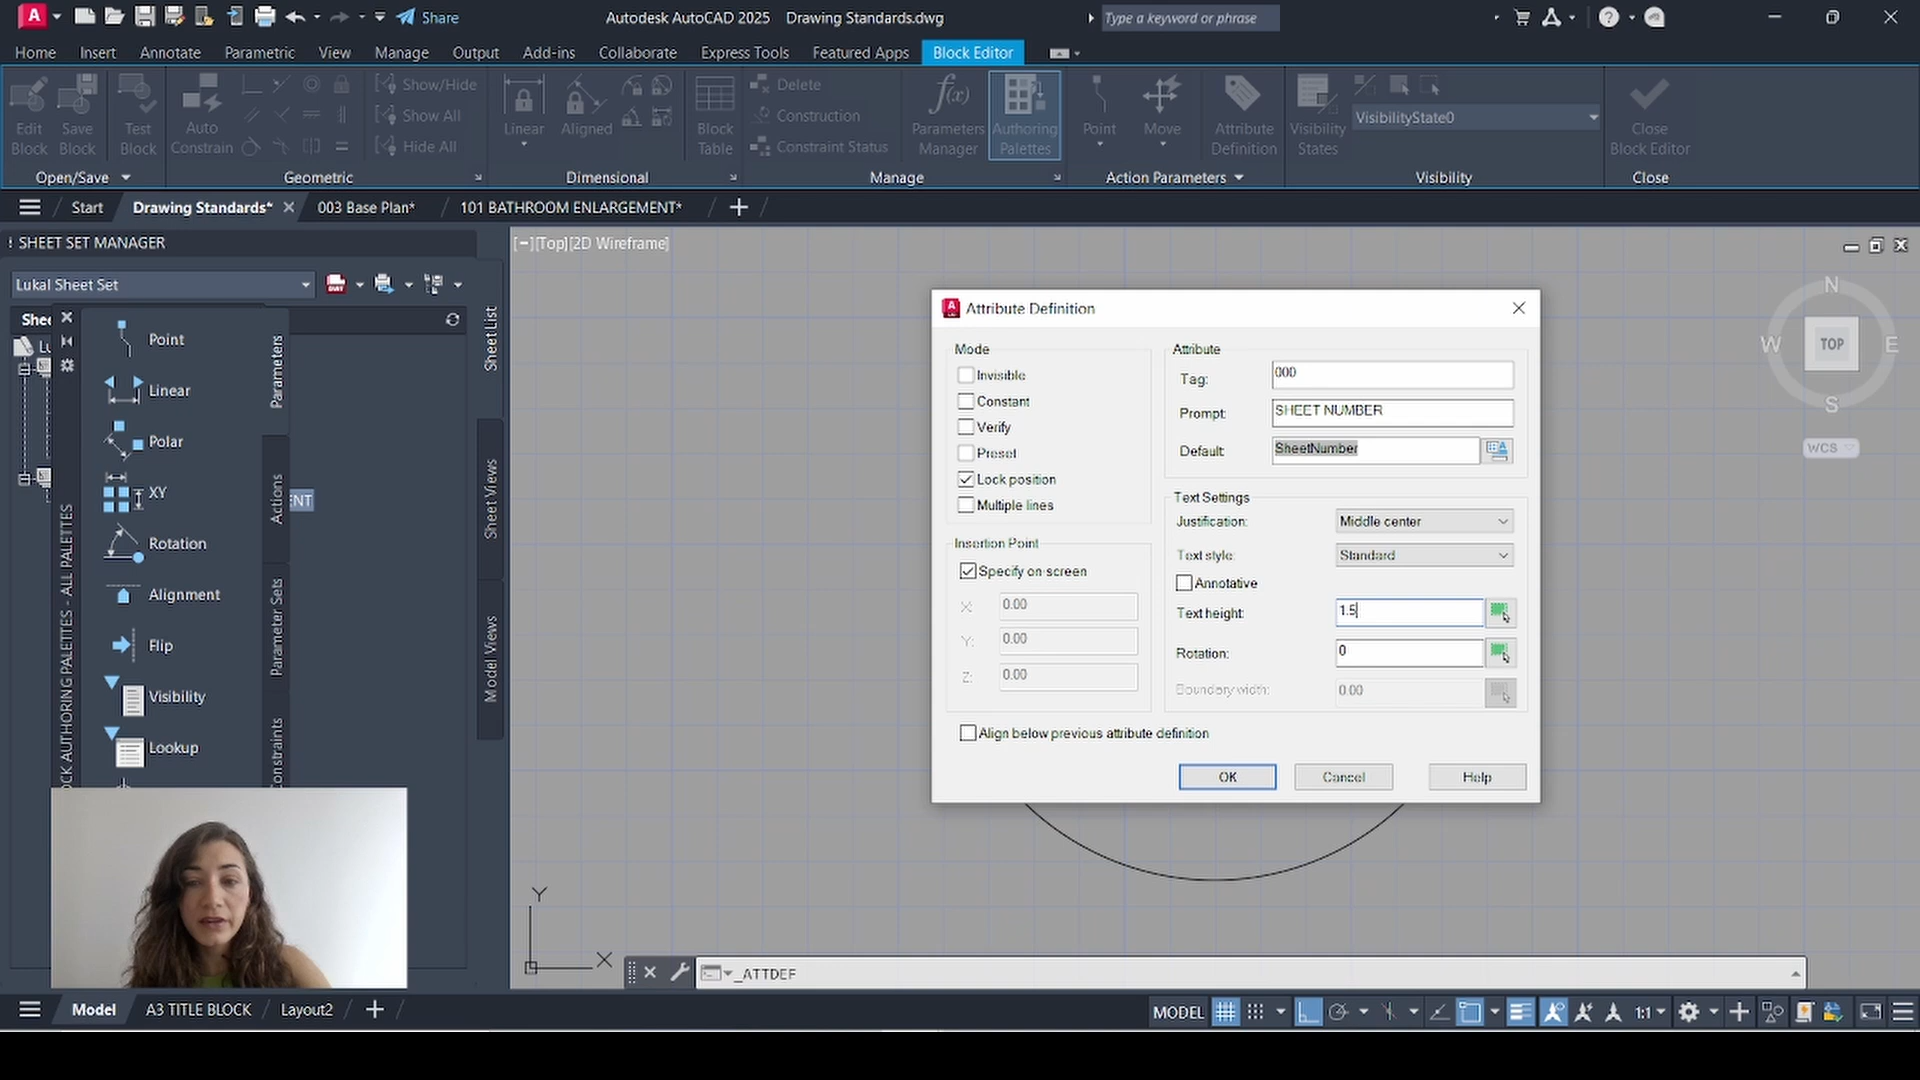 Share
Autodesk AutoCAD 2025 Drawing Standards.dwg
Type a keyword or phrase
Home Insert Annotate Parametric View Manage Output Add-ins Collaborate Express Tools Featured Apps Block Editor
Edit Block
Save Block
Test Block
Auto Constrain
Show/Hide
Show All
Hide All
Linear
Aligned
Block Table
Delete
Construction
Constraint Status
Parameters Manager
Authoring Palettes
Point
Move
Attribute Definition
Visibility States
VisibilityState0
Close Block Editor
Open/Save Geometric Dimensional Manage Action Parameters Visibility Close
Start Drawing Standards* 003 Base Plan* 101 BATHROOM ENLARGEMENT*
SHEET SET MANAGER
Lukal Sheet Set
Shee
Lu
Point
Linear
Polar
XY
Rotation
Alignment
Flip
Visibility
Lookup
Parameters
Actions
Parameter Sets
Constraints
OCK AUTHORING PALETTES - ALL PALETTES
ENT
Sheet List
Sheet Views
Model Views
[−][Top][2D Wireframe]
N
W TOP E
S
WCS
Attribute Definition
Mode
Invisible
Constant
Verify
Preset
Lock position
Multiple lines
Insertion Point
Specify on-screen
X: 0.00
Y: 0.00
Z: 0.00
Align below previous attribute definition
Attribute
Tag: 000
Prompt: SHEET NUMBER
Default: SheetNumber
Text Settings
Justification: Middle center
Text style: Standard
Annotative
Text height: 1.5
Rotation: 0
Boundary width: 0.00
OK Cancel Help
Y
X
_ATTDEF
Model A3 TITLE BLOCK Layout2
MODEL
1:1